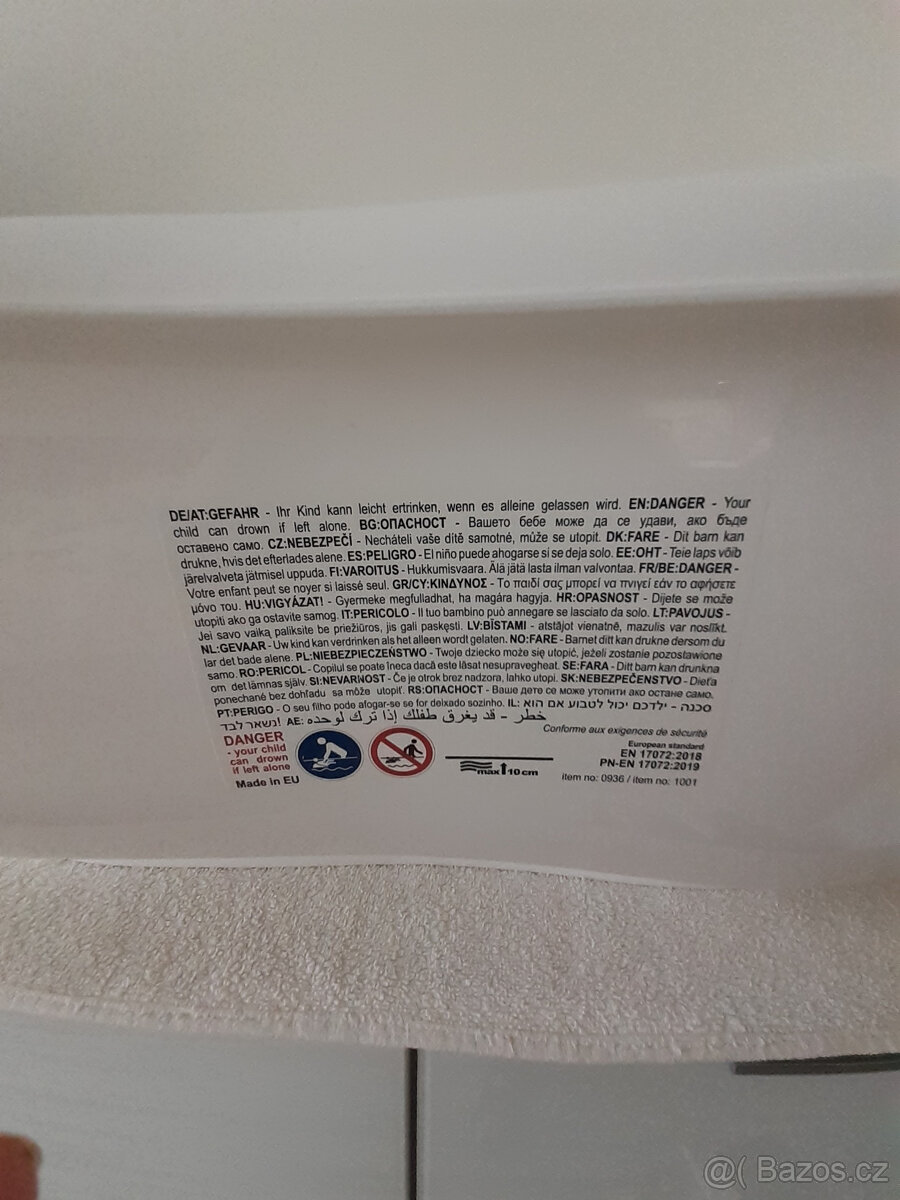 DE/AT:GEFAHR - Ihr Kind kann leicht ertrinken, wenn es alleine gelassen wird. EN:DANGER - Your
child can drown if left alone. BG:ОПАСНОСТ - Вашето бебе може да се удави, ако бъде
оставено само. CZ:NEBEZPEČÍ - Necháteli vaše dítě samotné, může se utopit. DK:FARE - Dit barn kan
drukne, hvis det efterlades alene. ES:PELIGRO - El niño puede ahogarse si se deja solo. EE:OHT - Teie laps võib
järelvalveta jätmisel uppuda. FI:VAROITUS - Hukkumisvaara. Älä jätä lasta ilman valvontaa. FR/BE:DANGER -
Votre enfant peut se noyer si laissé seul. GR/CY:ΚΙΝΔΥΝΟΣ - Το παιδί σας μπορεί να πνιγεί εάν το αφήσετε
μόνο του. HU:VIGYÁZAT! - Gyermeke megfulladhat, ha magára hagyja. HR:OPASNOST - Dijete se može
utopiti ako ga ostavite samog. IT:PERICOLO - Il tuo bambino può annegare se lasciato da solo. LT:PAVOJUS -
Jei savo vaiką paliksite be priežiūros, jis gali paskęsti. LV:BĪSTAMI - atstājot vienatnē, mazulis var noslīkt.
NL:GEVAAR - Uw kind kan verdrinken als het alleen wordt gelaten. NO:FARE - Barnet ditt kan drukne dersom du
lar det bade alene. PL:NIEBEZPIECZEŃSTWO - Twoje dziecko może się utopić, jeżeli zostanie pozostawione
samo. RO:PERICOL - Copilul se poate îneca dacă este lăsat nesupravegheat. SE:FARA - Ditt barn kan drunkna
om det lämnas själv. SI:NEVARNOST - Če je otrok brez nadzora, lahko utopi. SK:NEBEZPEČENSTVO - Dieťa
ponechané bez dohľadu sa môže utopiť. RS:ОПАСНОСТ - Ваше дете се може утопити ако остане само.
PT:PERIGO - O seu filho pode afogar-se se for deixado sozinho. IL: סכנה - ילדכם יכול לטבוע אם הוא
נשאר לבד! AE: خطر - قد يغرق طفلك إذا ترك لوحده
Conforme aux exigences de sécurité
DANGER
- your child
can drown
if left alone
Made in EU
max 10 cm
European standard
EN 17072:2018
PN-EN 17072:2019
item no: 0936 / item no: 1001
@( Bazos.cz